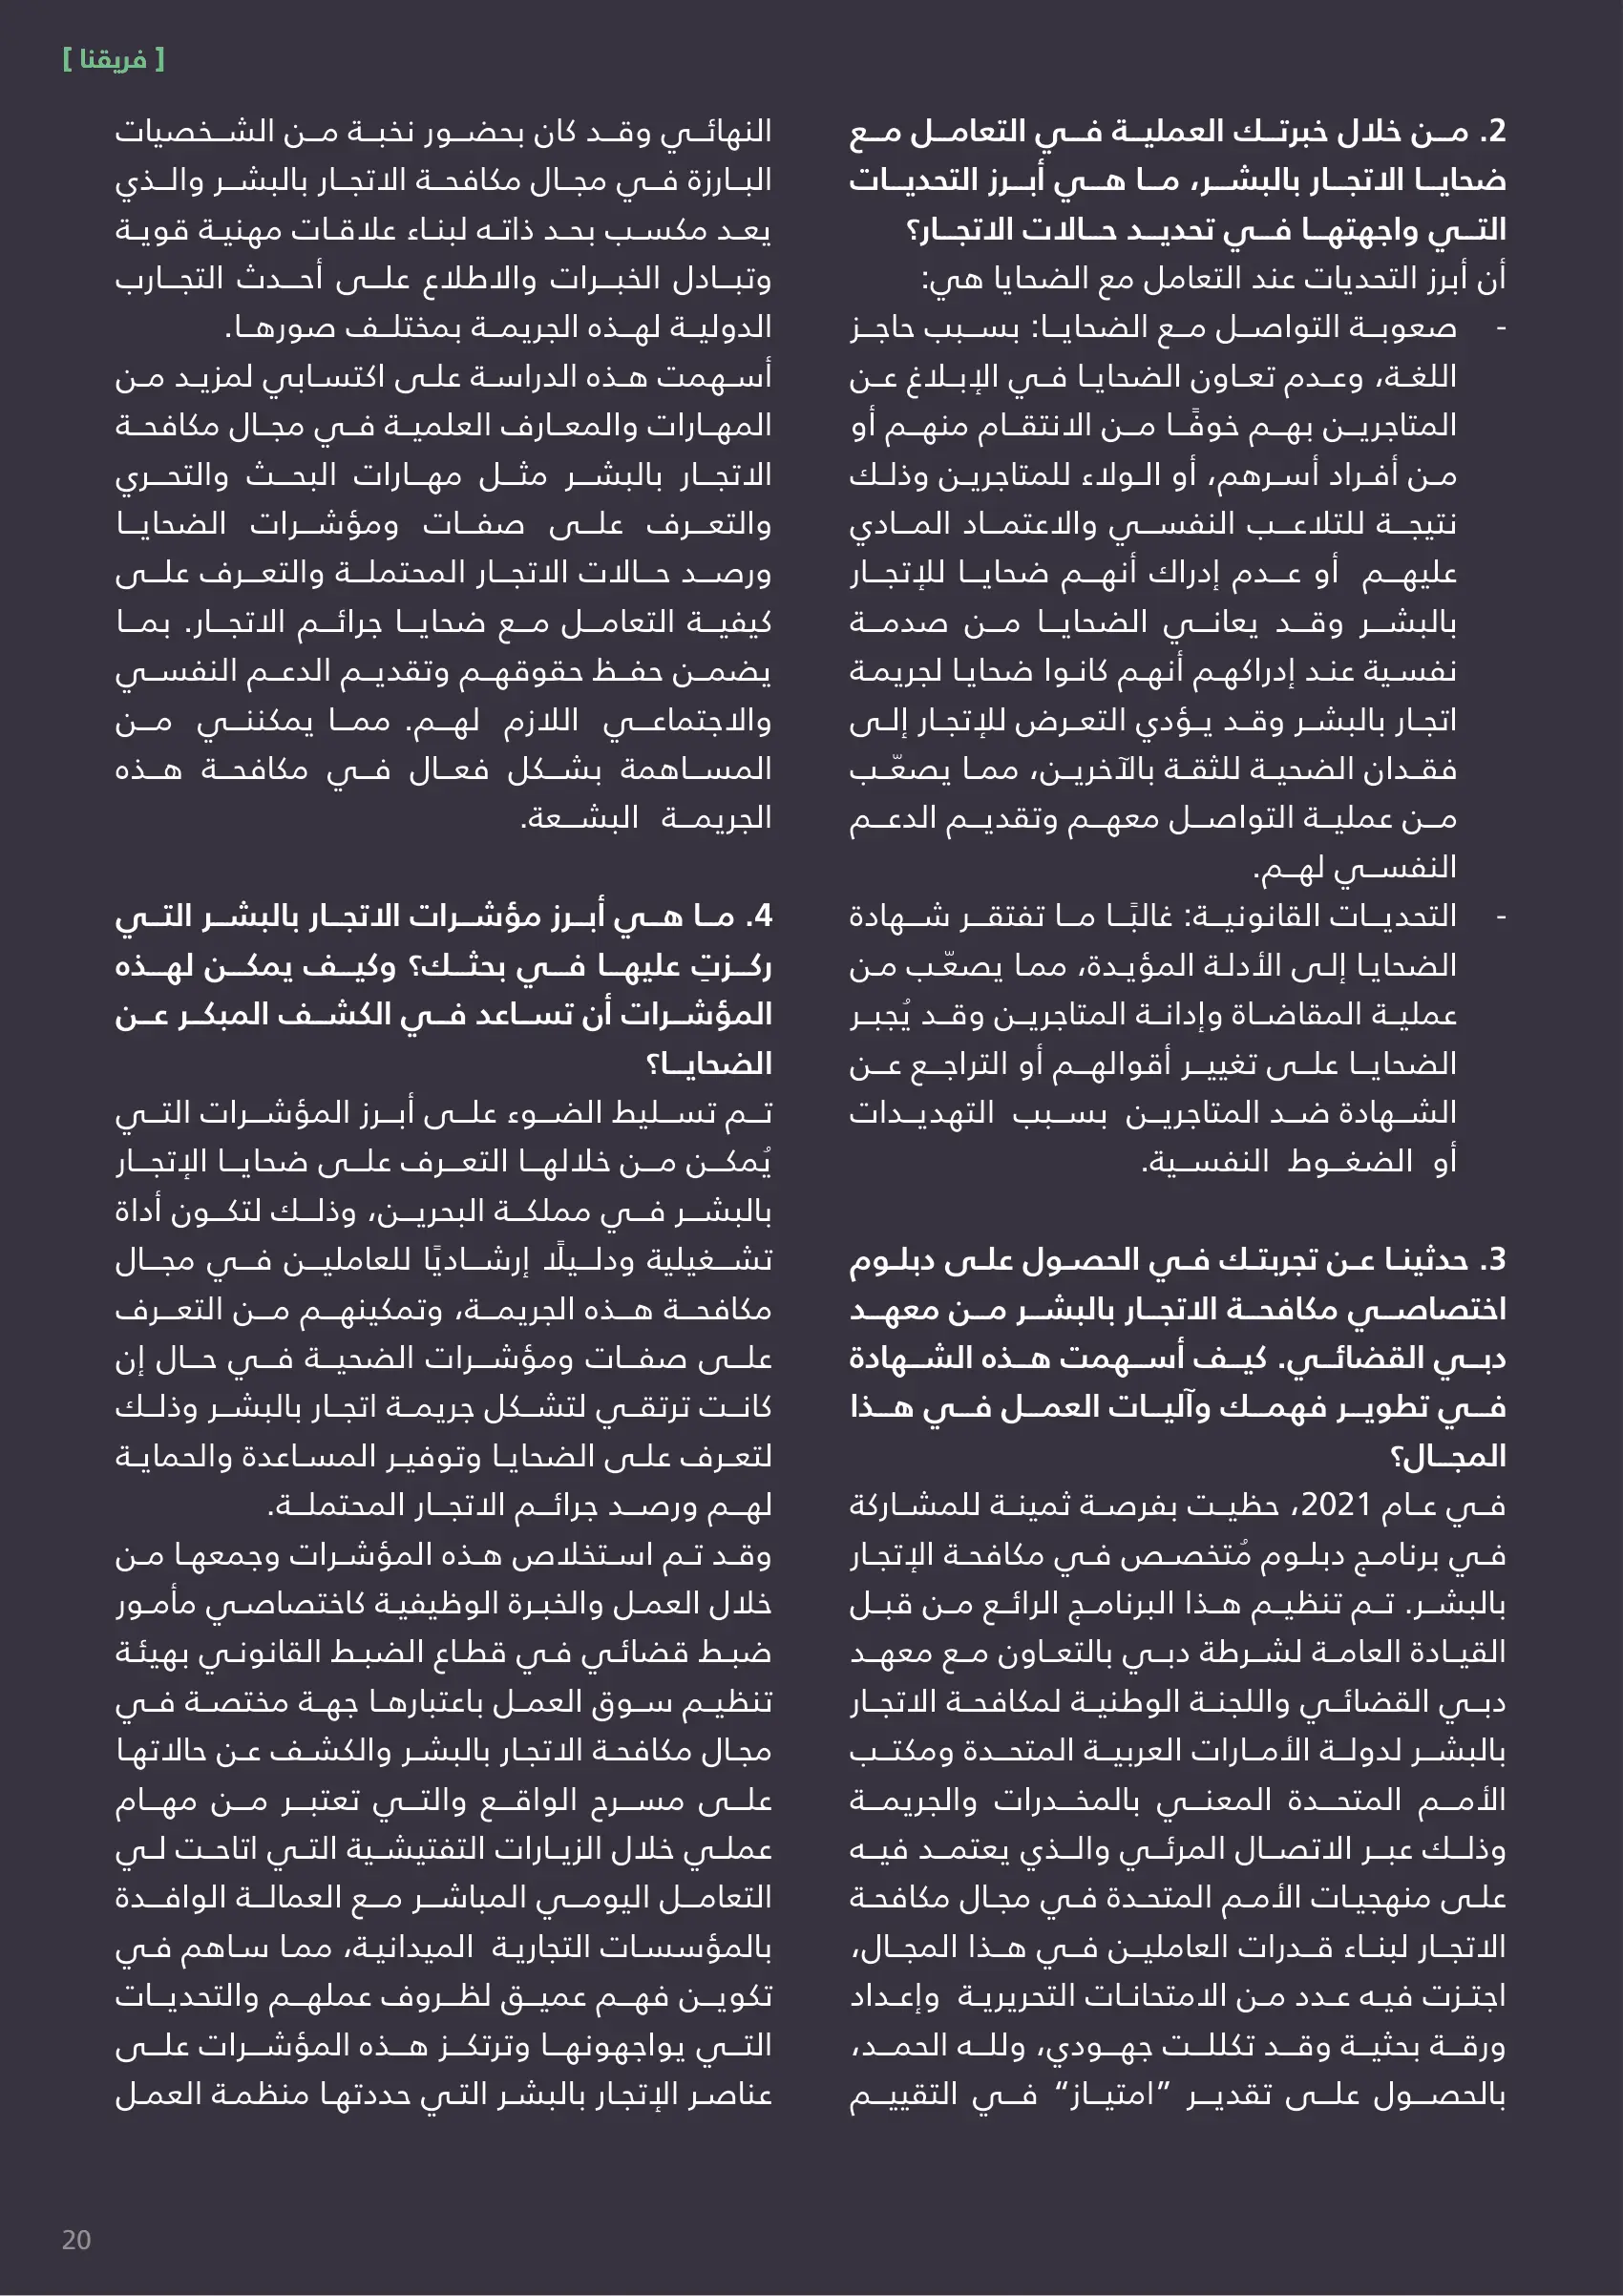 [ فريقنا ]
2. من خلال خبرتك العملية في التعامل مع
ضحايا الاتجار بالبشر، ما هي أبرز التحديات
التي واجهتها في تحديد حالات الاتجار؟
أن أبرز التحديات عند التعامل مع الضحايا هي:
- صعوبة التواصل مع الضحايا: بسبب حاجز
اللغة، وعدم تعاون الضحايا في الإبلاغ عن
المتاجرين بهم خوفًا من الانتقام منهم أو
من أفراد أسرهم، أو الولاء للمتاجرين وذلك
نتيجة للتلاعب النفسي والاعتماد المادي
عليهم أو عدم إدراك أنهم ضحايا للإتجار
بالبشر وقد يعاني الضحايا من صدمة
نفسية عند إدراكهم أنهم كانوا ضحايا لجريمة
اتجار بالبشر وقد يؤدي التعرض للإتجار إلى
فقدان الضحية للثقة بالآخرين، مما يصعّب
من عملية التواصل معهم وتقديم الدعم
النفسي لهم.
- التحديات القانونية: غالبًا ما تفتقر شهادة
الضحايا إلى الأدلة المؤيدة، مما يصعّب من
عملية المقاضاة وإدانة المتاجرين وقد يُجبر
الضحايا على تغيير أقوالهم أو التراجع عن
الشهادة ضد المتاجرين بسبب التهديدات
أو الضغوط النفسية.
3. حدثينا عن تجربتك في الحصول على دبلوم
اختصاصي مكافحة الاتجار بالبشر من معهد
دبي القضائي. كيف أسهمت هذه الشهادة
في تطوير فهمك وآليات العمل في هذا
المجال؟
في عام 2021، حظيت بفرصة ثمينة للمشاركة
في برنامج دبلوم مُتخصص في مكافحة الإتجار
بالبشر. تم تنظيم هذا البرنامج الرائع من قبل
القيادة العامة لشرطة دبي بالتعاون مع معهد
دبي القضائي واللجنة الوطنية لمكافحة الاتجار
بالبشر لدولة الأمارات العربية المتحدة ومكتب
الأمم المتحدة المعني بالمخدرات والجريمة
وذلك عبر الاتصال المرئي والذي يعتمد فيه
على منهجيات الأمم المتحدة في مجال مكافحة
الاتجار لبناء قدرات العاملين في هذا المجال،
اجتزت فيه عدد من الامتحانات التحريرية وإعداد
ورقة بحثية وقد تكللت جهودي، ولله الحمد،
بالحصول على تقدير ”امتياز“ في التقييم
النهائي وقد كان بحضور نخبة من الشخصيات
البارزة في مجال مكافحة الاتجار بالبشر والذي
يعد مكسب بحد ذاته لبناء علاقات مهنية قوية
وتبادل الخبرات والاطلاع على أحدث التجارب
الدولية لهذه الجريمة بمختلف صورها.
أسهمت هذه الدراسة على اكتسابي لمزيد من
المهارات والمعارف العلمية في مجال مكافحة
الاتجار بالبشر مثل مهارات البحث والتحري
والتعرف على صفات ومؤشرات الضحايا
ورصد حالات الاتجار المحتملة والتعرف على
كيفية التعامل مع ضحايا جرائم الاتجار. بما
يضمن حفظ حقوقهم وتقديم الدعم النفسي
والاجتماعي اللازم لهم. مما يمكنني من
المساهمة بشكل فعال في مكافحة هذه
الجريمة البشعة.
4. ما هي أبرز مؤشرات الاتجار بالبشر التي
ركزتِ عليها في بحثك؟ وكيف يمكن لهذه
المؤشرات أن تساعد في الكشف المبكر عن
الضحايا؟
تم تسليط الضوء على أبرز المؤشرات التي
يُمكن من خلالها التعرف على ضحايا الإتجار
بالبشر في مملكة البحرين، وذلك لتكون أداة
تشغيلية ودليلًا إرشاديًا للعاملين في مجال
مكافحة هذه الجريمة، وتمكينهم من التعرف
على صفات ومؤشرات الضحية في حال إن
كانت ترتقي لتشكل جريمة اتجار بالبشر وذلك
لتعرف على الضحايا وتوفير المساعدة والحماية
لهم ورصد جرائم الاتجار المحتملة.
وقد تم استخلاص هذه المؤشرات وجمعها من
خلال العمل والخبرة الوظيفية كاختصاصي مأمور
ضبط قضائي في قطاع الضبط القانوني بهيئة
تنظيم سوق العمل باعتبارها جهة مختصة في
مجال مكافحة الاتجار بالبشر والكشف عن حالاتها
على مسرح الواقع والتي تعتبر من مهام
عملي خلال الزيارات التفتيشية التي اتاحت لي
التعامل اليومي المباشر مع العمالة الوافدة
بالمؤسسات التجارية الميدانية، مما ساهم في
تكوين فهم عميق لظروف عملهم والتحديات
التي يواجهونها وترتكز هذه المؤشرات على
عناصر الإتجار بالبشر التي حددتها منظمة العمل
20